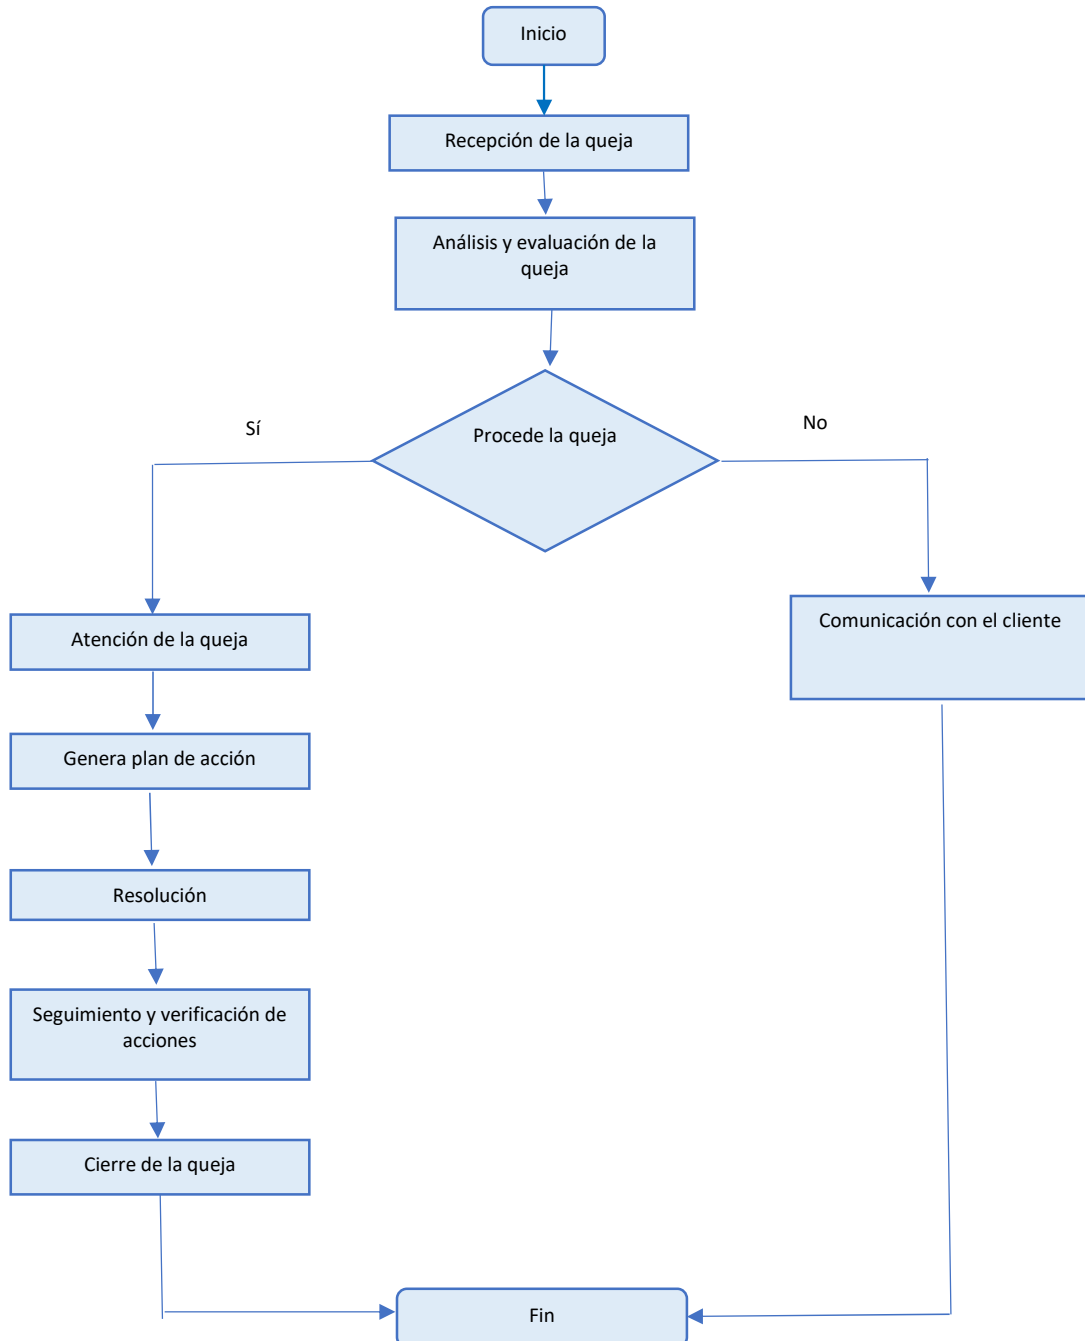 Inicio
Recepción de la queja
Análisis y evaluación de la
queja
Procede la queja
Sí
No
Atención de la queja
Genera plan de acción
Resolución
Seguimiento y verificación de
acciones
Cierre de la queja
Comunicación con el cliente
Fin